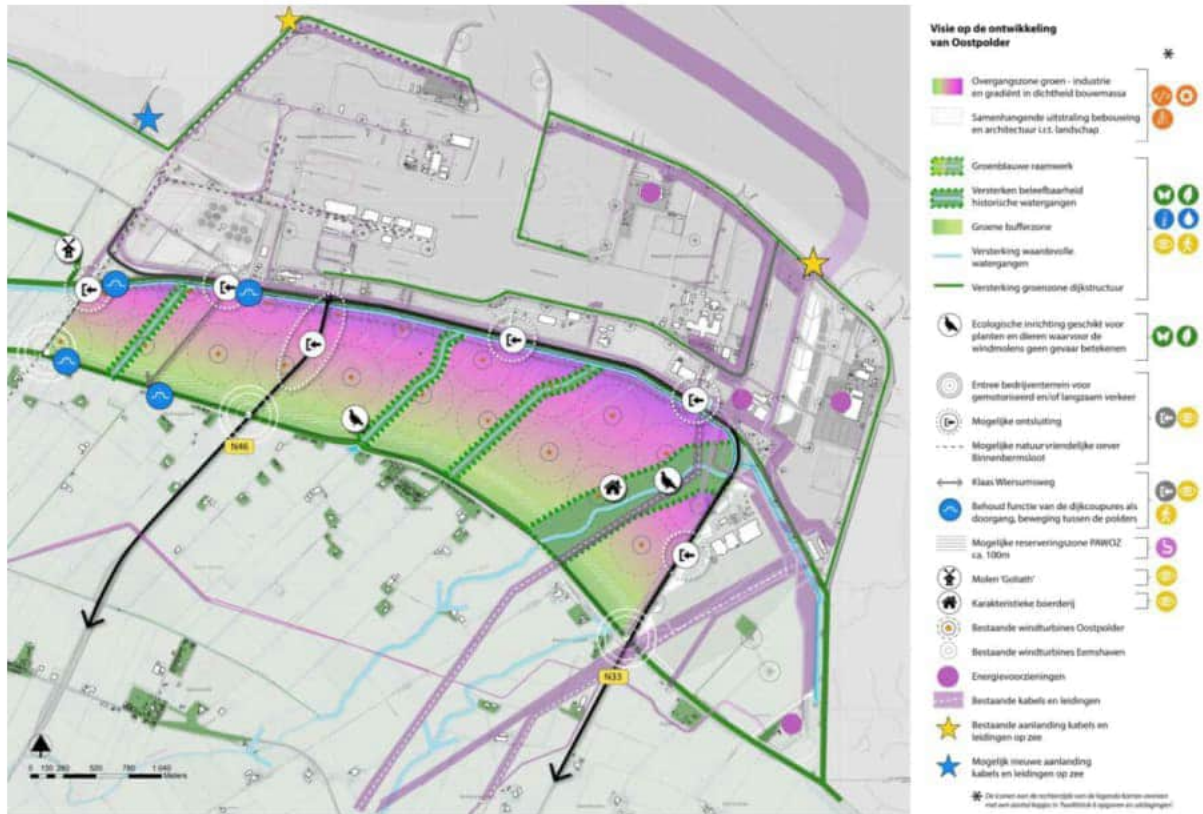 Visie op de ontwikkeling
van Oostpolder
*
Overgangszone groen - industrie
en gradiënt in dichtheid bouwmassa
Samenhangende uitstraling bebouwing
en architectuur i.r.t. landschap
Groenblauwe raamwerk
Versterken beleefbaarheid
historische watergangen
Groene bufferzone
Versterking waardevolle
watergangen
Versterking groenzone dijkstructuur
Ecologische inrichting geschikt voor
planten en dieren waarvoor de
windmolens geen gevaar betekenen
Entree bedrijventerrein voor
gemotoriseerd en/of langzaam verkeer
Mogelijke ontsluiting
Mogelijke natuurvriendelijke oever
Binnenbermsloot
Klaas Wiersumsweg
Behoud functie van de dijkcoupures als
doorgang, beweging tussen de polders
Mogelijke reserveringszone PAWOZ
ca. 100m
Molen 'Goliath'
Karakteristieke boerderij
Bestaande windturbines Oostpolder
Bestaande windturbines Eemshaven
Energievoorzieningen
Bestaande kabels en leidingen
Bestaande aanlanding kabels en
leidingen op zee
Mogelijk nieuwe aanlanding
kabels en leidingen op zee
N46
N33
0 130 260 520 780 1 040
Meters